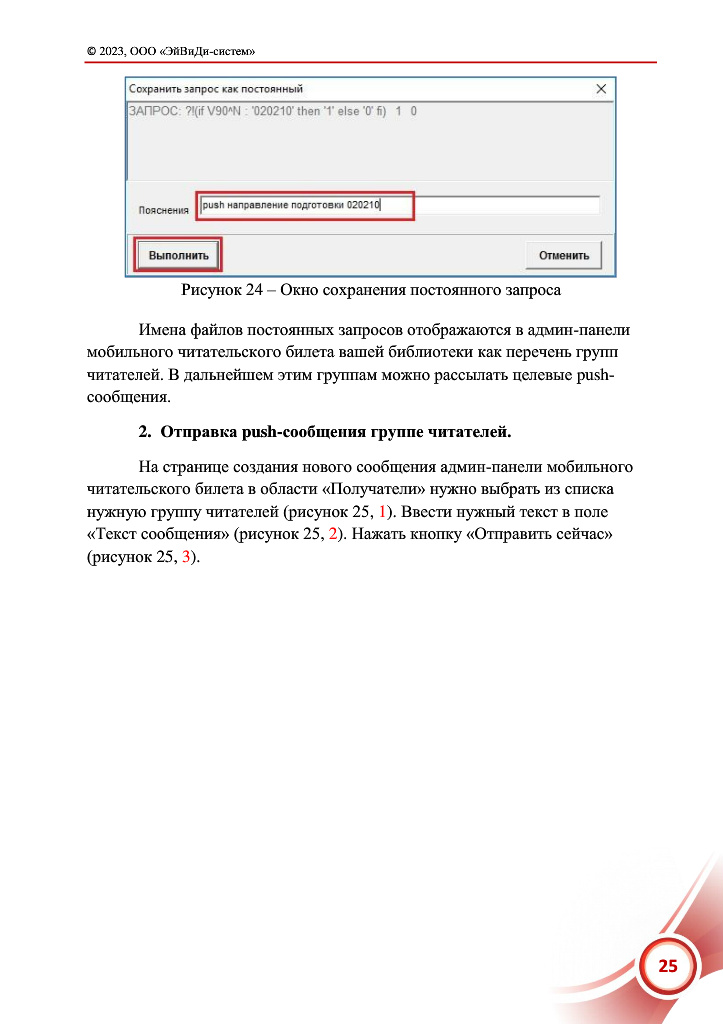 © 2023, ООО «ЭйВиДи-систем»
Сохранить запрос как постоянный
ЗАПРОС: ?!(if V90^N : '020210' then '1' else '0' fi) 1 0
Пояснения
push направление подготовки 020210
Выполнить
Отменить
Рисунок 24 – Окно сохранения постоянного запроса
Имена файлов постоянных запросов отображаются в админ-панели
мобильного читательского билета вашей библиотеки как перечень групп
читателей. В дальнейшем этим группам можно рассылать целевые push-
сообщения.
2. Отправка push-сообщения группе читателей.
На странице создания нового сообщения админ-панели мобильного
читательского билета в области «Получатели» нужно выбрать из списка
нужную группу читателей (рисунок 25, 1). Ввести нужный текст в поле
«Текст сообщения» (рисунок 25, 2). Нажать кнопку «Отправить сейчас»
(рисунок 25, 3).
25